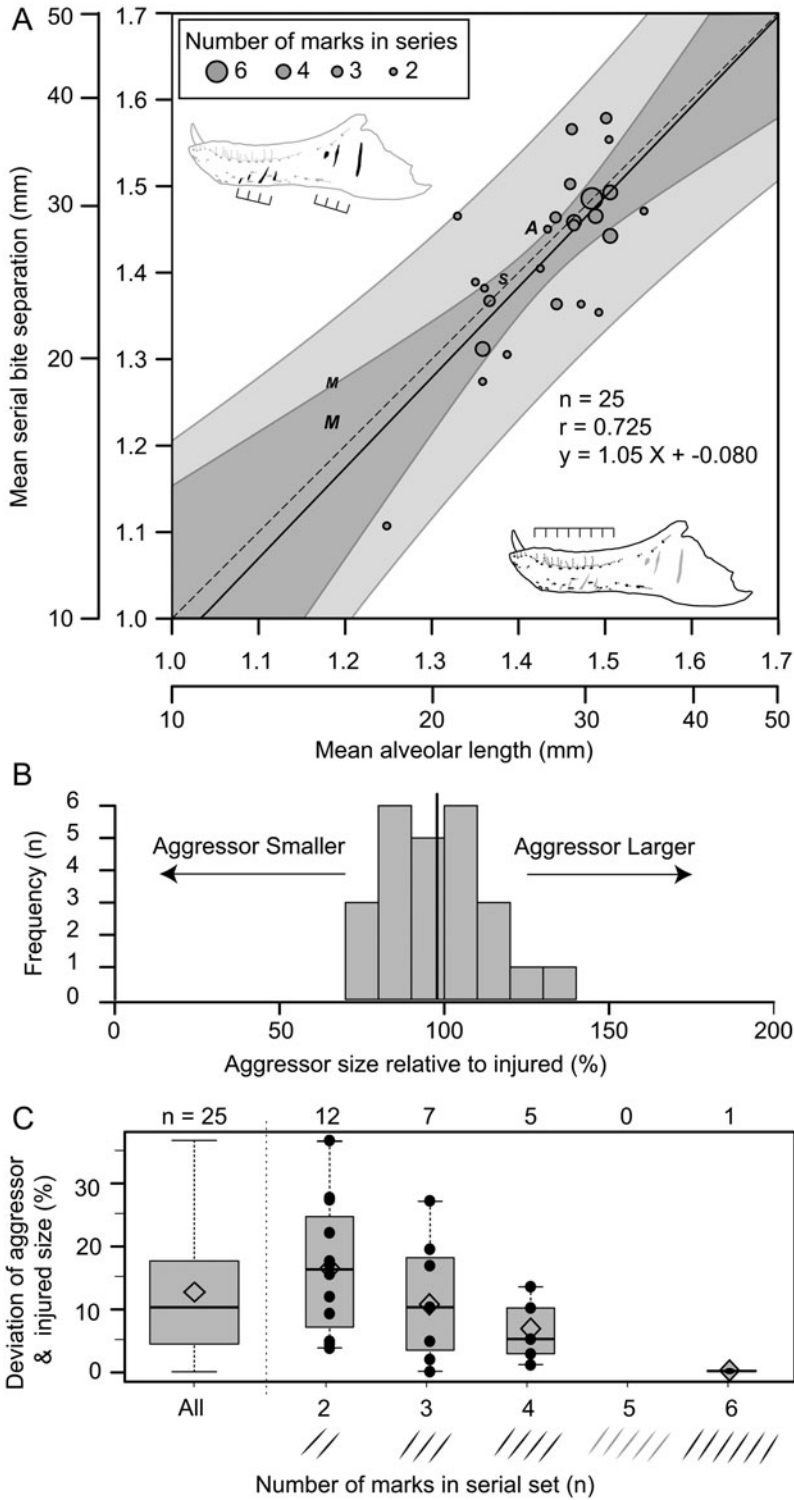 A
Number of marks in series
6 4 3 2
Mean serial bite separation (mm)
50
40
30
20
10
1.7
1.6
1.5
1.4
1.3
1.2
1.1
1.0
A
S
M
M
n = 25
r = 0.725
y = 1.05 X + -0.080
1.0 1.1 1.2 1.3 1.4 1.5 1.6 1.7
10 20 30 40 50
Mean alveolar length (mm)
B
Frequency (n)
6
5
4
3
2
1
0
Aggressor Smaller
Aggressor Larger
0 50 100 150 200
Aggressor size relative to injured (%)
C
n = 25 12 7 5 0 1
Deviation of aggressor
& injured size (%)
30
20
10
0
All 2 3 4 5 6
Number of marks in serial set (n)